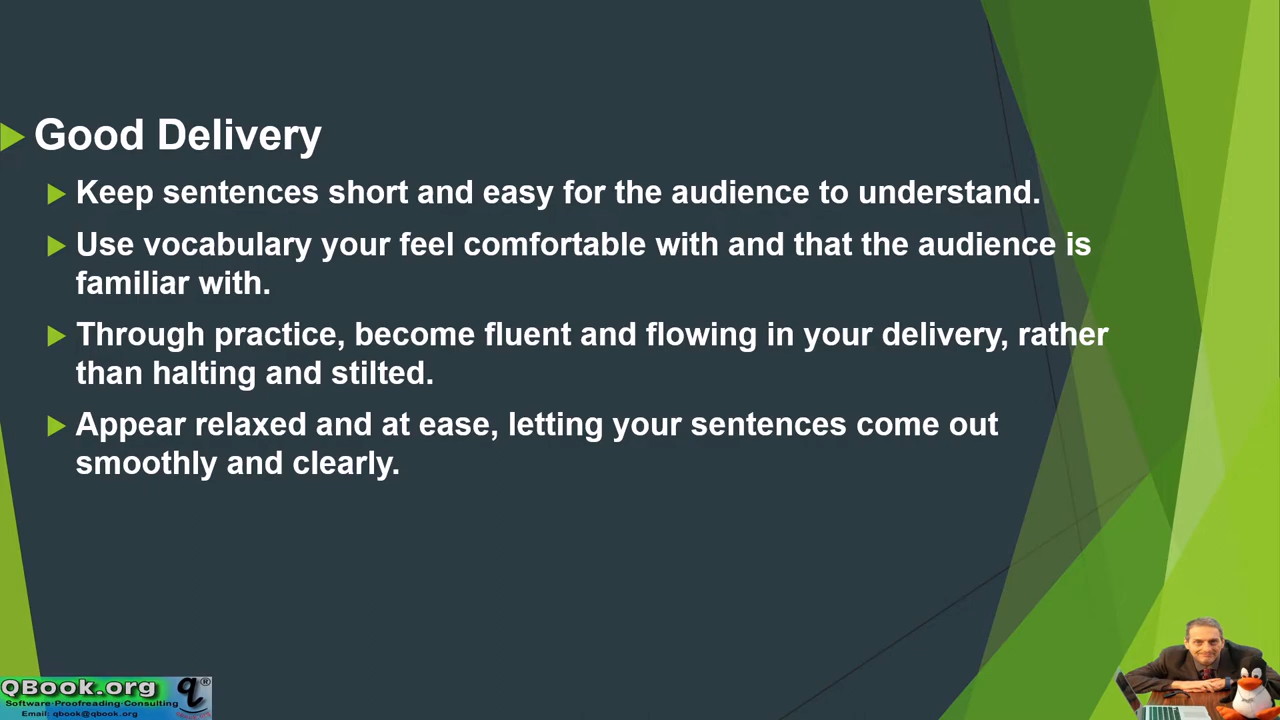 Good Delivery
Keep sentences short and easy for the audience to understand.
Use vocabulary your feel comfortable with and that the audience is
familiar with.
Through practice, become fluent and flowing in your delivery, rather
than halting and stilted.
Appear relaxed and at ease, letting your sentences come out
smoothly and clearly.
QBook.org q®
Software·Proofreading·Consulting
Email: qbook@qbook.org